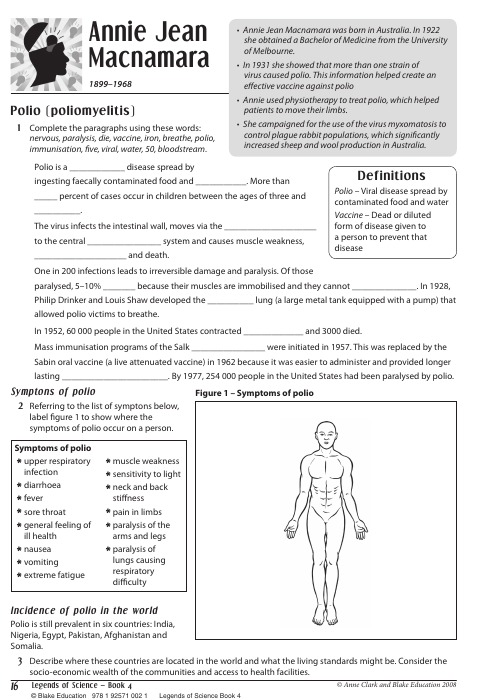 Annie Jean
Macnamara
1899–1968
• Annie Jean Macnamara was born in Australia. In 1922
she obtained a Bachelor of Medicine from the University
of Melbourne.
• In 1931 she showed that more than one strain of
virus caused polio. This information helped create an
effective vaccine against polio
• Annie used physiotherapy to treat polio, which helped
patients to move their limbs.
• She campaigned for the use of the virus myxomatosis to
control plague rabbit populations, which significantly
increased sheep and wool production in Australia.
Polio (poliomyelitis)
1 Complete the paragraphs using these words:
nervous, paralysis, die, vaccine, iron, breathe, polio,
immunisation, five, viral, water, 50, bloodstream.
Polio is a ____________ disease spread by
ingesting faecally contaminated food and ___________. More than
_____ percent of cases occur in children between the ages of three and
__________.
The virus infects the intestinal wall, moves via the ____________________
to the central ________________ system and causes muscle weakness,
_________________ and death.
One in 200 infections leads to irreversible damage and paralysis. Of those
paralysed, 5–10% _______ because their muscles are immobilised and they cannot ______________. In 1928,
Philip Drinker and Louis Shaw developed the __________ lung (a large metal tank equipped with a pump) that
allowed polio victims to breathe.
In 1952, 60 000 people in the United States contracted ___________ and 3000 died.
Mass immunisation programs of the Salk ________________ were initiated in 1957. This was replaced by the
Sabin oral vaccine (a live attenuated vaccine) in 1962 because it was easier to administer and provided longer
lasting _______________________. By 1977, 254 000 people in the United States had been paralysed by polio.
Definitions
Polio – Viral disease spread by
contaminated food and water
Vaccine – Dead or diluted
form of disease given to
a person to prevent that
disease
Symptons of polio
2 Referring to the list of symptons below,
label figure 1 to show where the
symptoms of polio occur on a person.
Symptoms of polio
* upper respiratory
infection
* diarrhoea
* fever
* sore throat
* general feeling of
ill health
* nausea
* vomiting
* extreme fatigue
* muscle weakness
* sensitivity to light
* neck and back
stiffness
* pain in limbs
* paralysis of the
arms and legs
* paralysis of
lungs causing
respiratory
difficulty
Figure 1 – Symptoms of polio
Incidence of polio in the world
Polio is still prevalent in six countries: India,
Nigeria, Egypt, Pakistan, Afghanistan and
Somalia.
3 Describe where these countries are located in the world and what the living standards might be. Consider the
socio-economic wealth of the communities and access to health facilities.
16 Legends of Science — Book 4 © Anne Clark and Blake Education 2008
© Blake Education 978 1 92571 002 1 Legends of Science Book 4